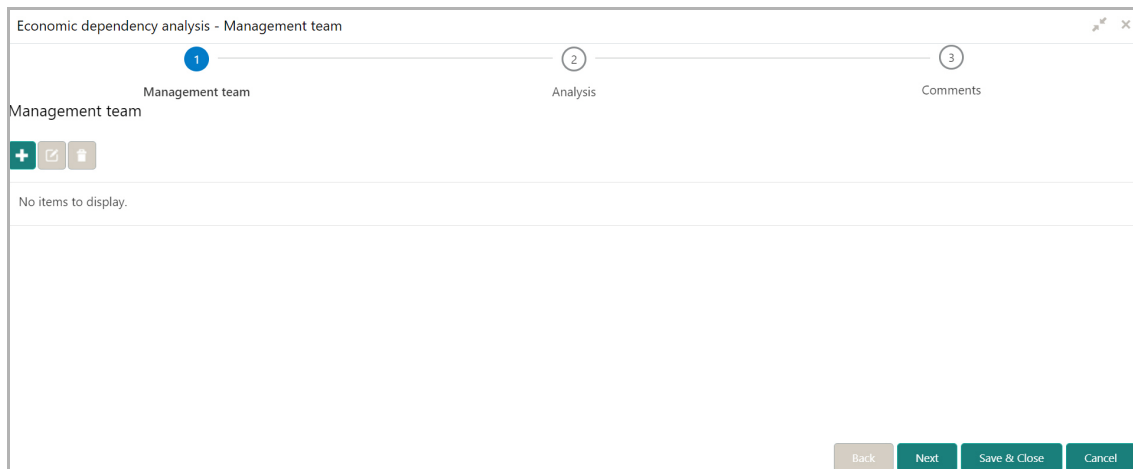 Economic dependency analysis - Management team
1 2 3
Management team Analysis Comments
Management team
No items to display.
Back Next Save & Close Cancel